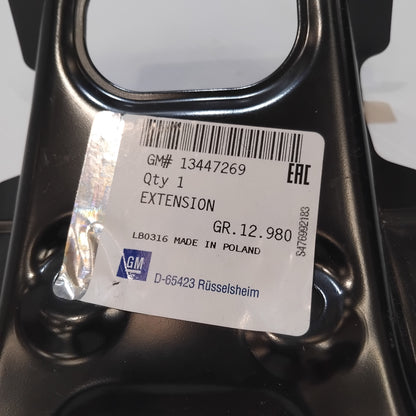 GM# 13447269
Qty 1
EXTENSION
EAC
GR.12.980
LB0316 MADE IN POLAND
GM
D-65423 Rüsselsheim
S476992183